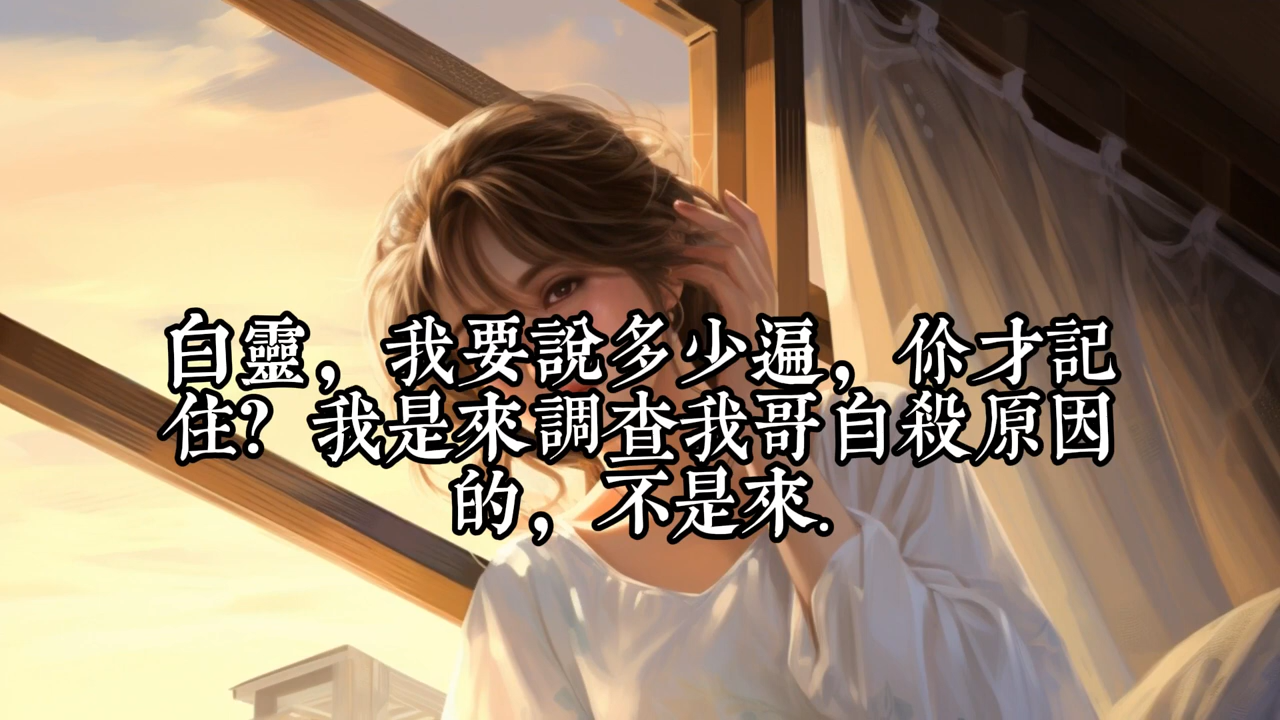 白靈，我要說多少遍，伱才記
住？我是來調查我哥自殺原因
的，不是來.